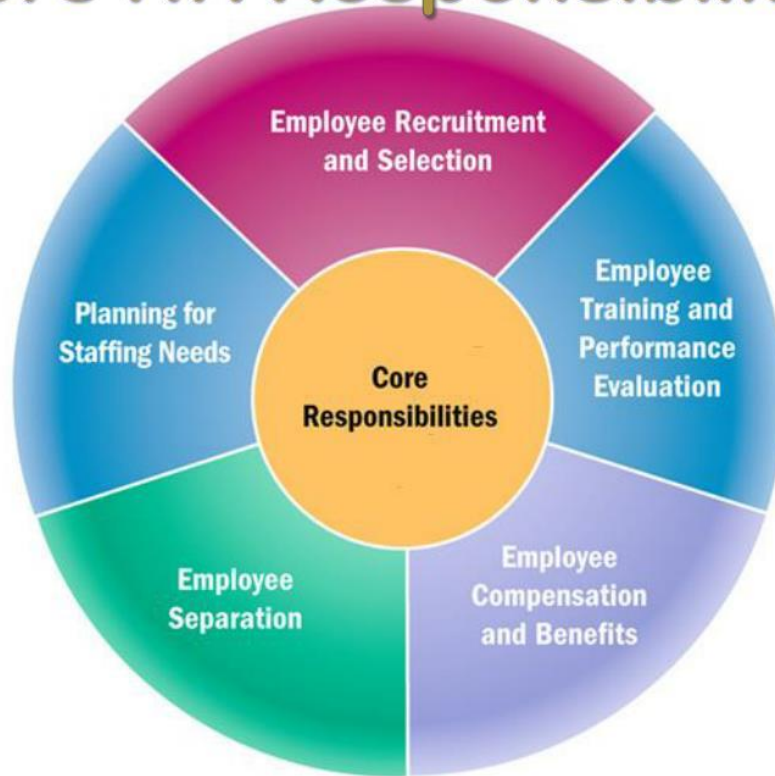 Employee Recruitment
and Selection
Employee
Training and
Performance
Evaluation
Employee
Compensation
and Benefits
Employee
Separation
Planning for
Staffing Needs
Core
Responsibilities